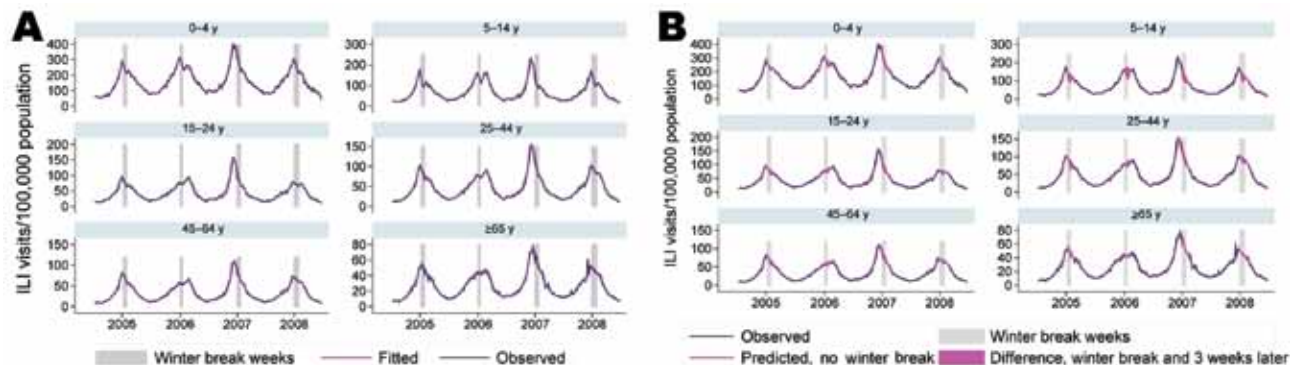 A
0–4 y
5–14 y
400
300
200
100
0
300
200
100
0
15–24 y
25–44 y
200
150
100
50
0
150
100
50
0
45–64 y
≥65 y
150
100
50
0
80
60
40
20
0
2005 2006 2007 2008
2005 2006 2007 2008
ILI visits/100,000 population
Winter break weeks
Fitted
Observed
B
0–4 y
5–14 y
400
300
200
100
0
300
200
100
0
15–24 y
25–44 y
200
150
100
50
0
150
100
50
0
45–64 y
≥65 y
150
100
50
0
80
60
40
20
0
2005 2006 2007 2008
2005 2006 2007 2008
ILI visits/100,000 population
Observed
Winter break weeks
Predicted, no winter break
Difference, winter break and 3 weeks later